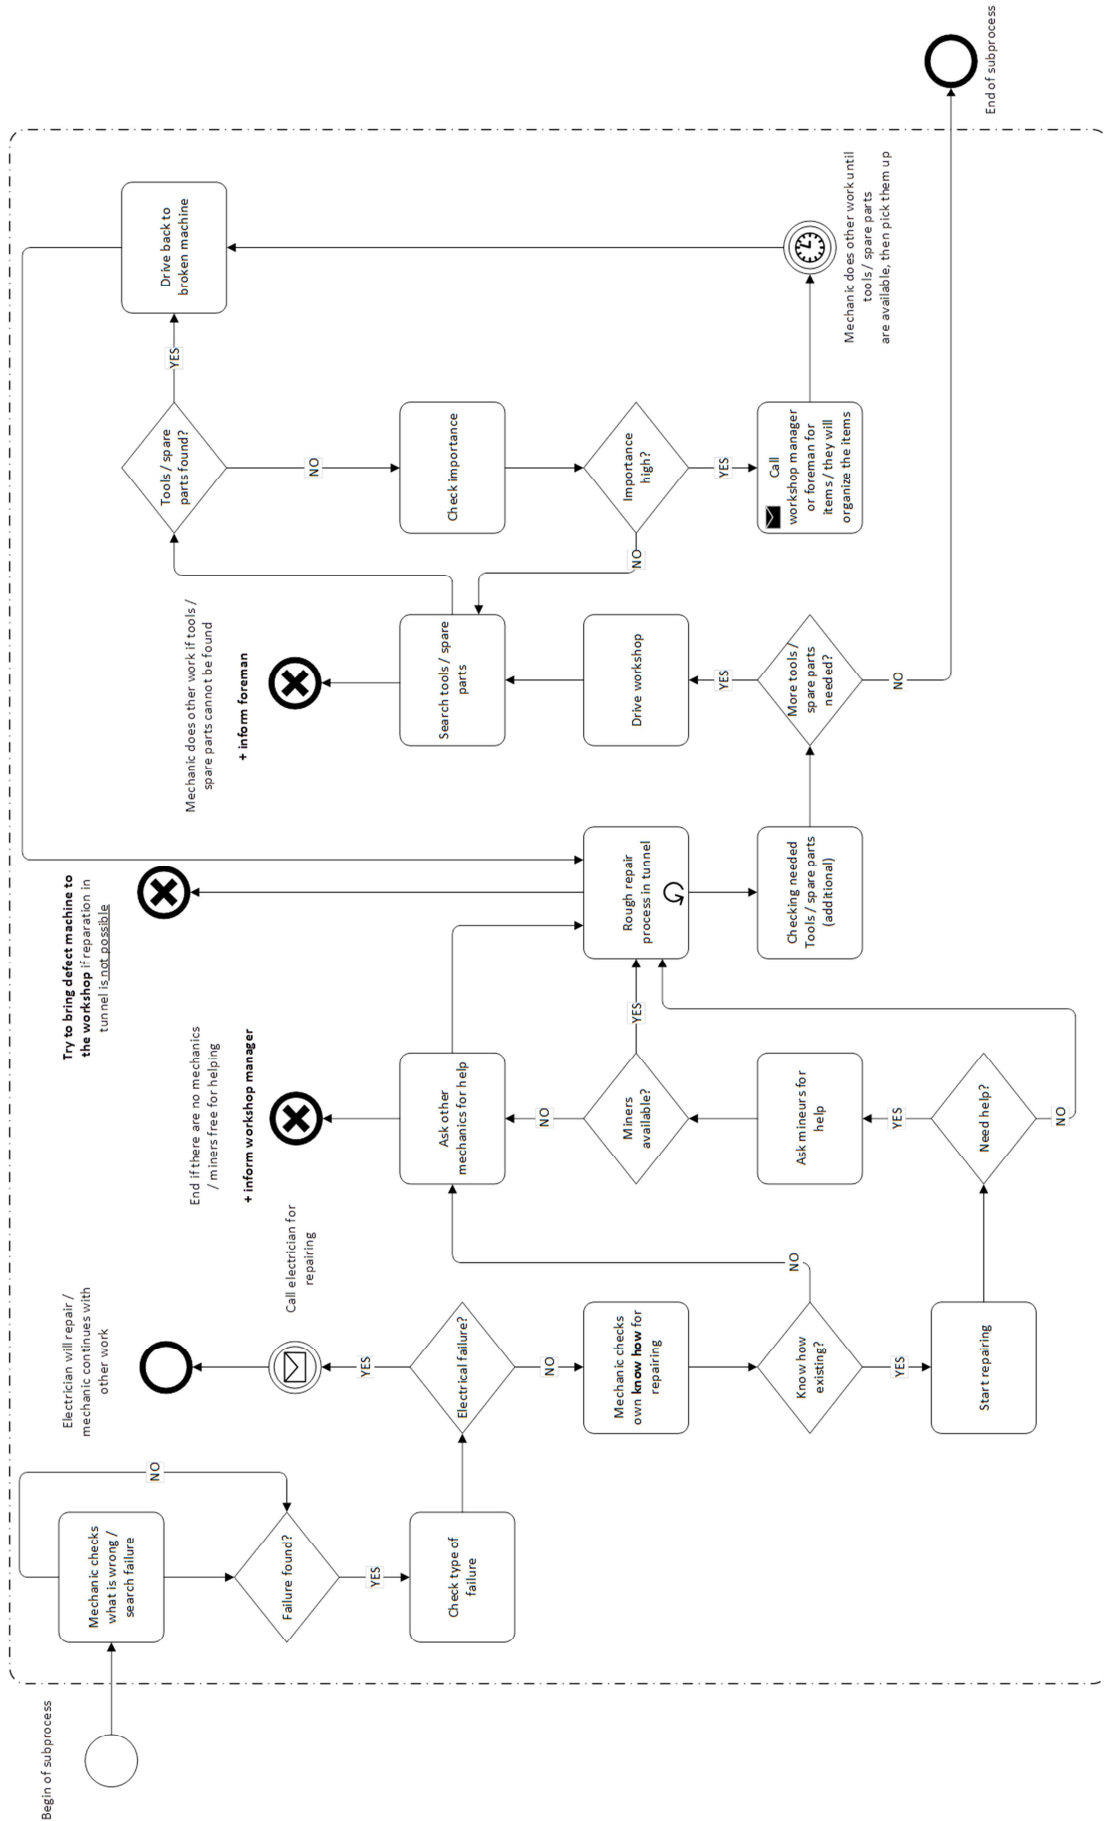 Begin of subprocess
Mechanic checks
what is wrong /
search failure
NO
Failure found?
YES
Check type of
failure
Electrician will repair /
mechanic continues with
other work
Call electrician for
repairing
YES
Electrical failure?
NO
Mechanic checks
own know how for
repairing
Know how
existing?
NO
YES
Start repairing
End if there are no mechanics
/ miners free for helping
+ inform workshop manager
Ask other
mechanics for help
NO
Miners
available?
YES
Ask mineurs for
help
YES
Need help?
NO
Try to bring defect machine to
the workshop if reparation in
tunnel is not possible
Rough repair
process in tunnel
Checking needed
Tools / spare parts
(additional)
Mechanic does other work if tools /
spare parts cannot be found
+ inform foreman
Search tools / spare
parts
Drive workshop
YES
More tools /
spare parts
needed?
NO
Tools / spare
parts found?
YES
NO
Check importance
Importance
high?
NO
YES
Call
workshop manager
or foreman for
items / they will
organize the items
Drive back to
broken machine
Mechanic does other work until
tools / spare parts
are available, then pick them up
End of subprocess